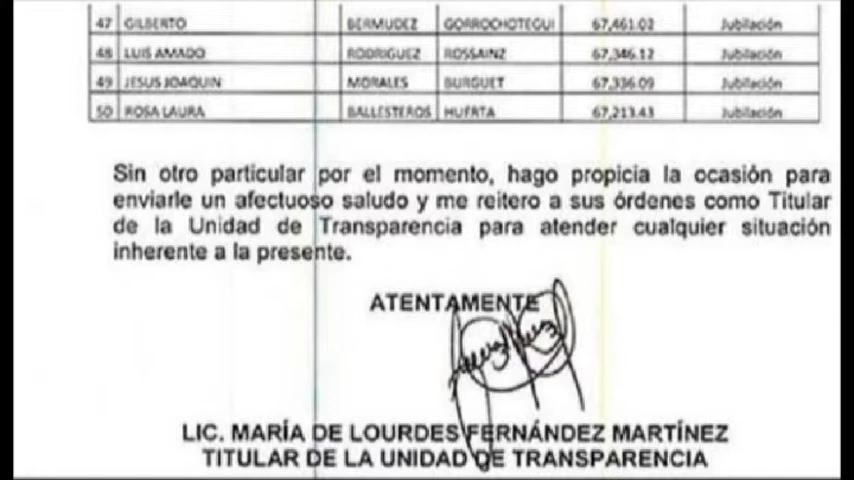 47 GILBERTO BERMUDEZ GORROCHOTEGUI 67,461.02 Jubilación
48 LUIS AMADO RODRIGUEZ ROSSAINZ 67,346.12 Jubilación
49 JESUS JOAQUIN MORALES BURGUET 67,336.09 Jubilación
50 ROSA LAURA BALLESTEROS HUERTA 67,213.43 Jubilación
Sin otro particular por el momento, hago propicia la ocasión para
enviarle un afectuoso saludo y me reitero a sus órdenes como Titular
de la Unidad de Transparencia para atender cualquier situación
inherente a la presente.
ATENTAMENTE
LIC. MARÍA DE LOURDES FERNÁNDEZ MARTÍNEZ
TITULAR DE LA UNIDAD DE TRANSPARENCIA